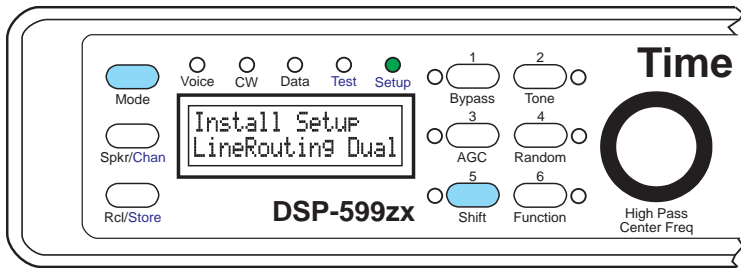 Voice CW Data Test Setup
Mode
Install Setup
LineRouting Dual
Spkr/Chan
Rcl/Store
DSP-599zx
1 2
Bypass Tone
3 4
AGC Random
5 6
Shift Function
Time
High Pass
Center Freq